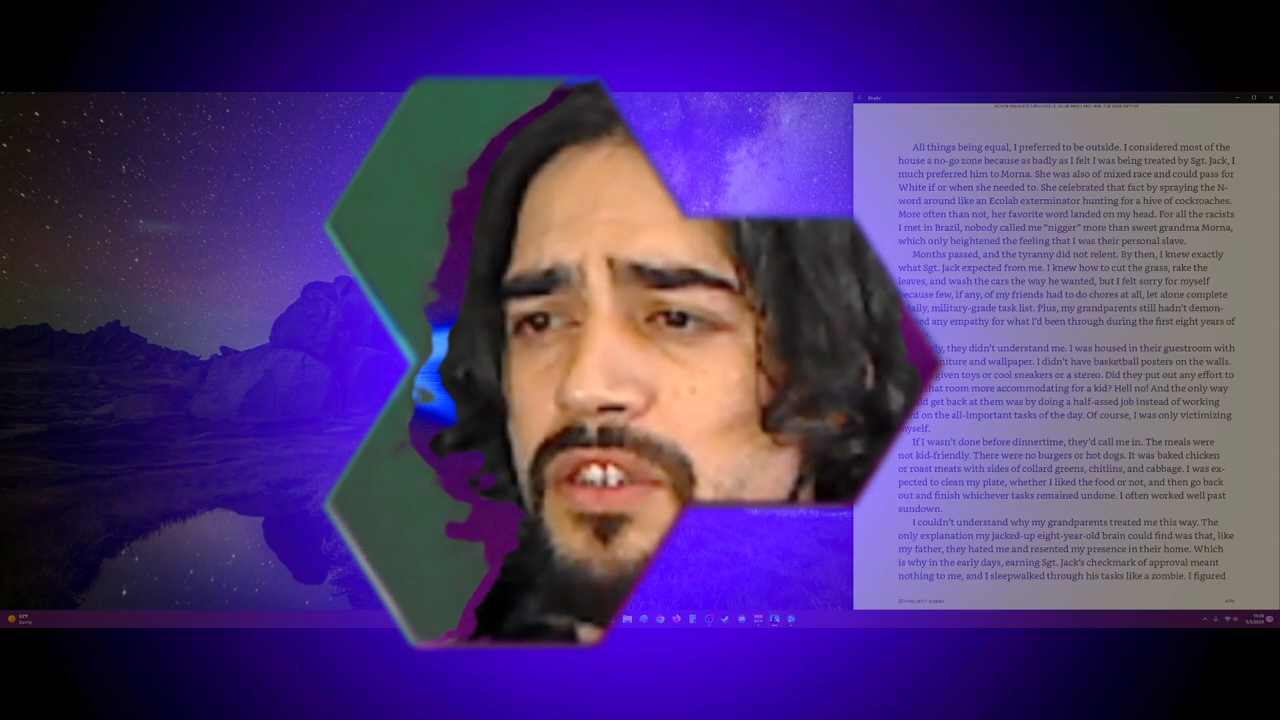 Kindle
NEVER FINISHED: UNSHACKLE YOUR MIND AND WIN THE WAR WITHIN
All things being equal, I preferred to be outside. I considered most of the
house a no-go zone because as badly as I felt I was being treated by Sgt. Jack, I
much preferred him to Morna. She was also of mixed race and could pass for
White if or when she needed to. She celebrated that fact by spraying the N-
word around like an Ecolab exterminator hunting for a hive of cockroaches.
More often than not, her favorite word landed on my head. For all the racists
I met in Brazil, nobody called me “nigger” more than sweet grandma Morna,
which only heightened the feeling that I was their personal slave.
Months passed, and the tyranny did not relent. By then, I knew exactly
what Sgt. Jack expected from me. I knew how to cut the grass, rake the
leaves, and wash the cars the way he wanted, but I felt sorry for myself
because few, if any, of my friends had to do chores at all, let alone complete
daily, military-grade task list. Plus, my grandparents still hadn’t demon-
any empathy for what I’d been through during the first eight years of
they didn’t understand me. I was housed in their guestroom with
and wallpaper. I didn’t have basketball posters on the walls.
given toys or cool sneakers or a stereo. Did they put out any effort to
that room more accommodating for a kid? Hell no! And the only way
get back at them was by doing a half-assed job instead of working
on the all-important tasks of the day. Of course, I was only victimizing
myself.
If I wasn’t done before dinnertime, they’d call me in. The meals were
not kid-friendly. There were no burgers or hot dogs. It was baked chicken
or roast meats with sides of collard greens, chitlins, and cabbage. I was ex-
pected to clean my plate, whether I liked the food or not, and then go back
out and finish whichever tasks remained undone. I often worked well past
sundown.
I couldn’t understand why my grandparents treated me this way. The
only explanation my jacked-up eight-year-old brain could find was that, like
my father, they hated me and resented my presence in their home. Which
is why in the early days, earning Sgt. Jack’s checkmark of approval meant
nothing to me, and I sleepwalked through his tasks like a zombie. I figured
Sunny